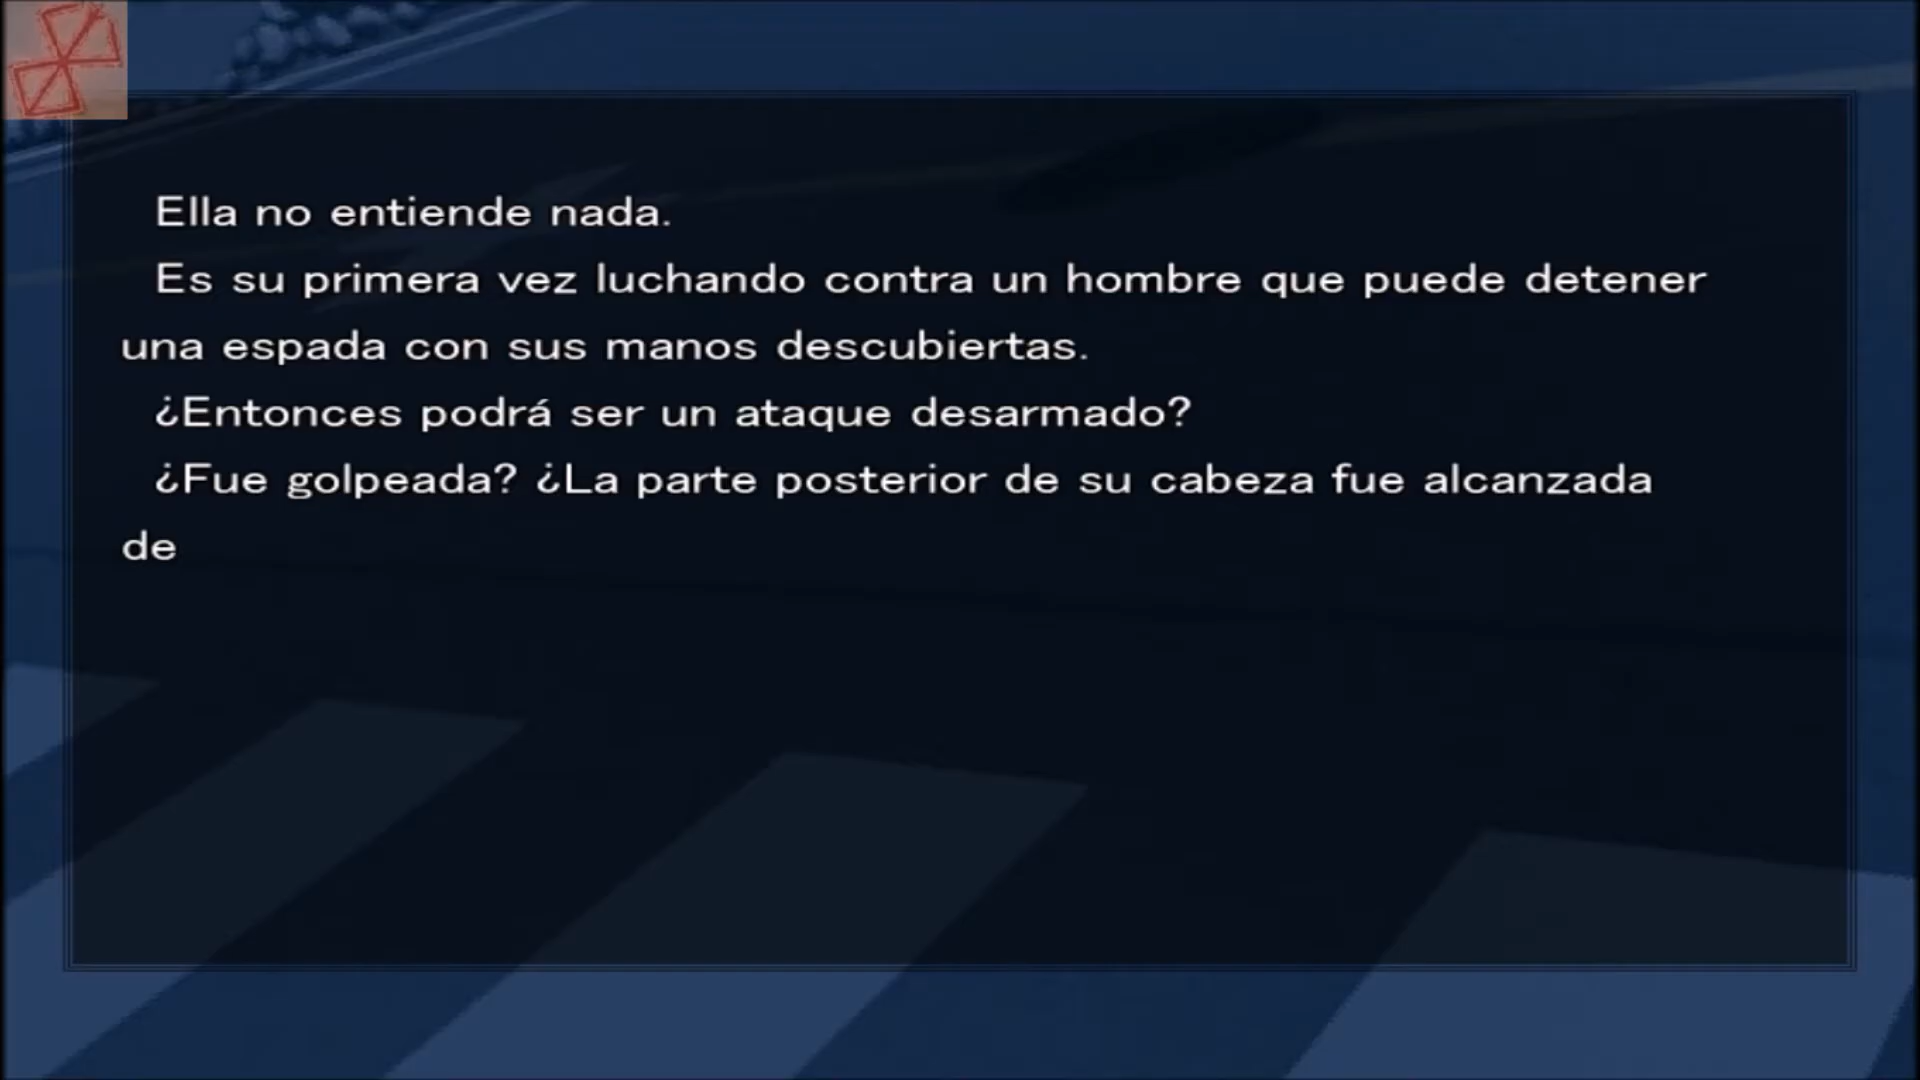 Ella no entiende nada.
Es su primera vez luchando contra un hombre que puede detener
una espada con sus manos descubiertas.
¿Entonces podrá ser un ataque desarmado?
¿Fue golpeada? ¿La parte posterior de su cabeza fue alcanzada
de